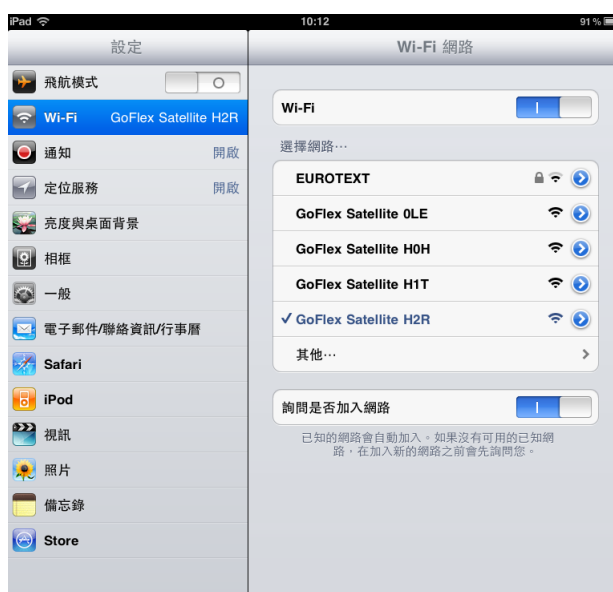 iPad 10:12 91%
設定
飛航模式
Wi-Fi GoFlex Satellite H2R
通知 開啟
定位服務 開啟
亮度與桌面背景
相框
一般
電子郵件/聯絡資訊/行事曆
Safari
iPod
視訊
照片
備忘錄
Store
Wi-Fi 網路
Wi-Fi
選擇網路⋯
EUROTEXT
GoFlex Satellite 0LE
GoFlex Satellite H0H
GoFlex Satellite H1T
GoFlex Satellite H2R
其他⋯
詢問是否加入網路
已知的網路會自動加入。如果沒有可用的已知網
路，在加入新的網路之前會先詢問您。